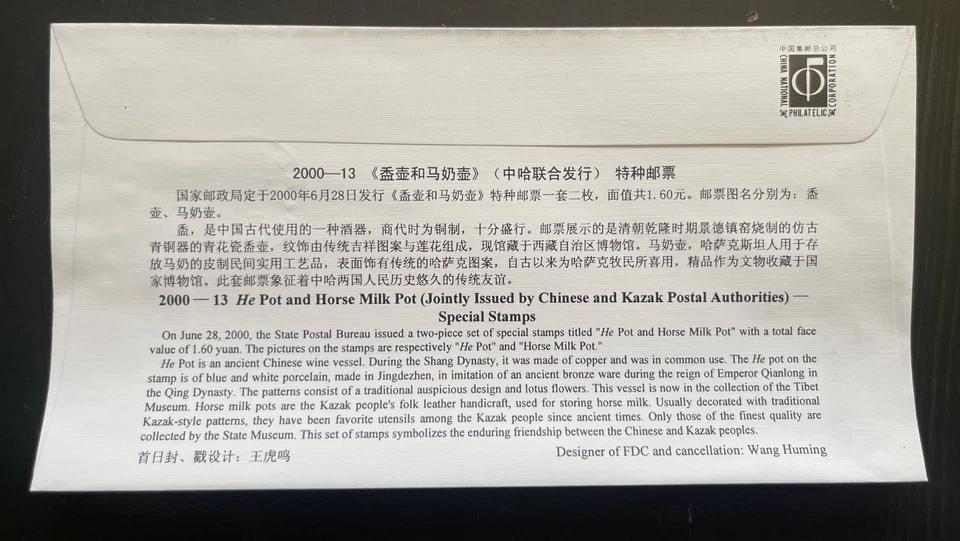 中国集邮总公司
CHINA NATIONAL
PHILATELIC
CORPORATION
2000—13 《盉壶和马奶壶》（中哈联合发行） 特种邮票
国家邮政局定于2000年6月28日发行《盉壶和马奶壶》特种邮票一套二枚，面值共1.60元。邮票图名分别为：盉
壶、马奶壶。
盉，是中国古代使用的一种酒器，商代时为铜制，十分盛行。邮票展示的是清朝乾隆时期景德镇窑烧制的仿古
青铜器的青花瓷盉壶，纹饰由传统吉祥图案与莲花组成，现馆藏于西藏自治区博物馆。马奶壶，哈萨克斯坦人用于存
放马奶的皮制民间实用工艺品，表面饰有传统的哈萨克图案，自古以来为哈萨克牧民所喜用，精品作为文物收藏于国
家博物馆。此套邮票象征着中哈两国人民历史悠久的传统友谊。
2000 — 13 He Pot and Horse Milk Pot (Jointly Issued by Chinese and Kazak Postal Authorities) —
Special Stamps
On June 28, 2000, the State Postal Bureau issued a two-piece set of special stamps titled "He Pot and Horse Milk Pot" with a total face
value of 1.60 yuan. The pictures on the stamps are respectively "He Pot" and "Horse Milk Pot."
He Pot is an ancient Chinese wine vessel. During the Shang Dynasty, it was made of copper and was in common use. The He pot on the
stamp is of blue and white porcelain, made in Jingdezhen, in imitation of an ancient bronze ware during the reign of Emperor Qianlong in
the Qing Dynasty. The patterns consist of a traditional auspicious design and lotus flowers. This vessel is now in the collection of the Tibet
Museum. Horse milk pots are the Kazak people's folk leather handicraft, used for storing horse milk. Usually decorated with traditional
Kazak-style patterns, they have been favorite utensils among the Kazak people since ancient times. Only those of the finest quality are
collected by the State Museum. This set of stamps symbolizes the enduring friendship between the Chinese and Kazak peoples.
首日封、戳设计：王虎鸣
Designer of FDC and cancellation: Wang Huming